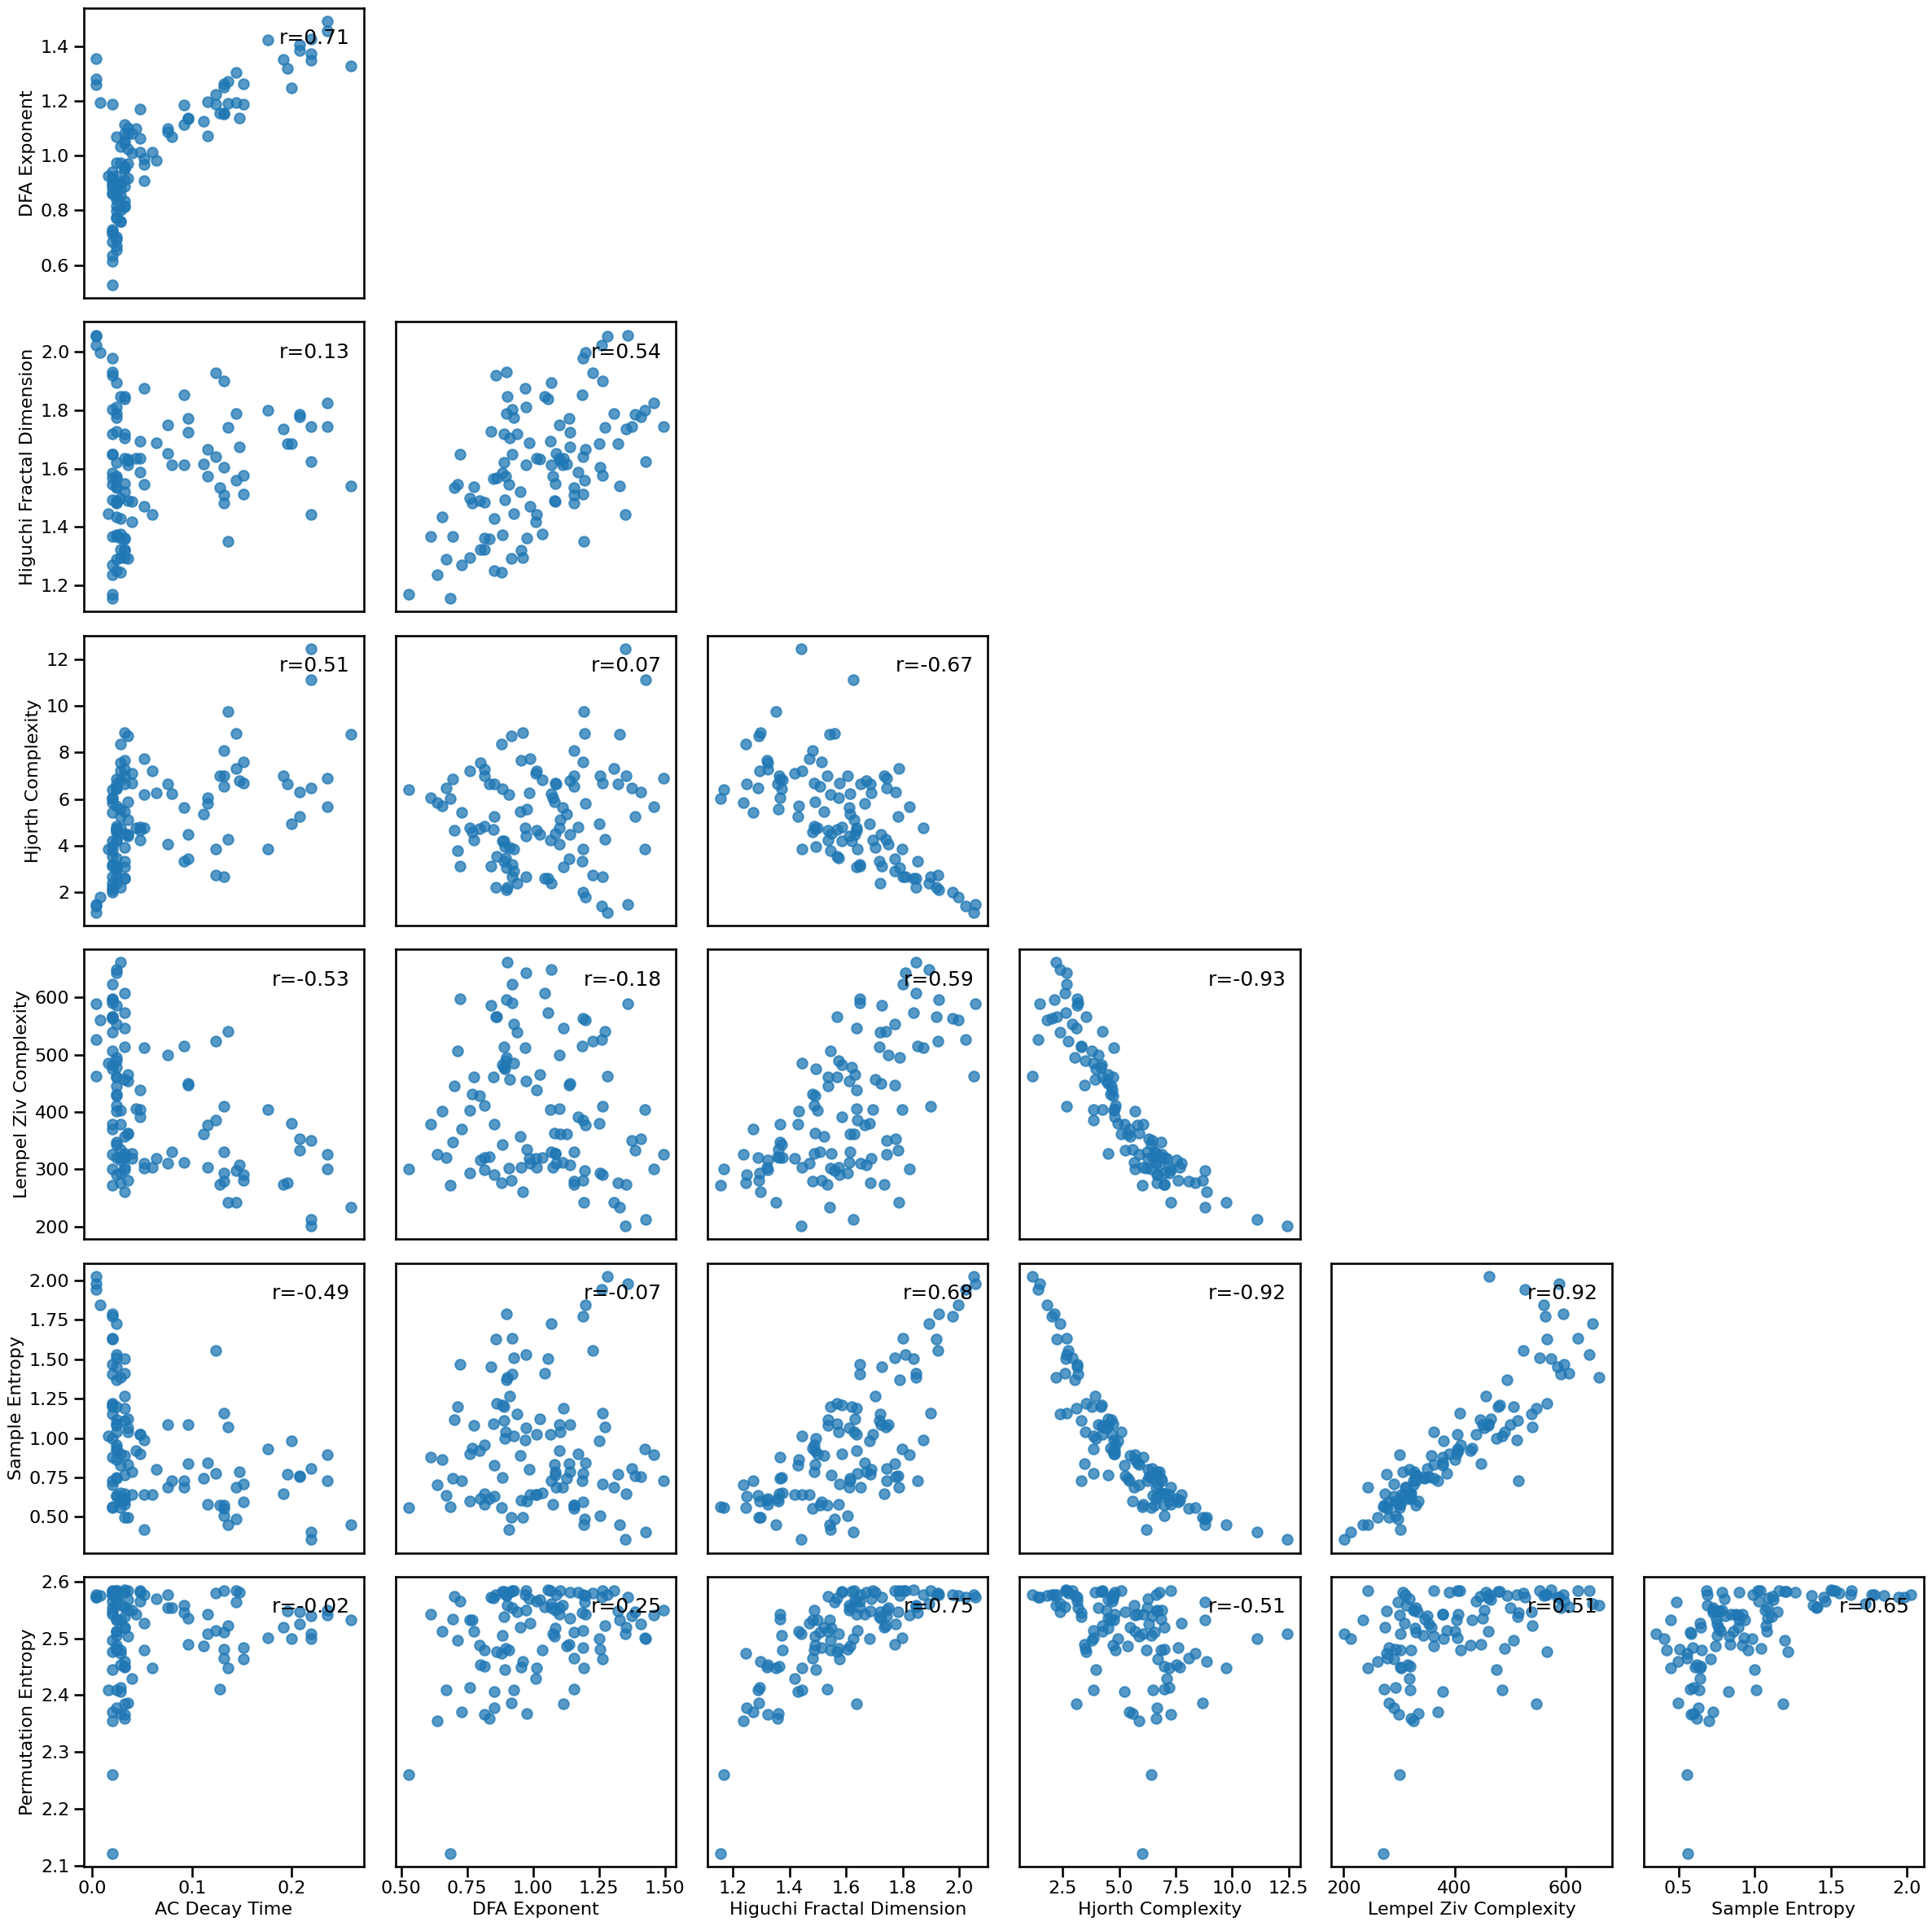 r=0.71
1.4
1.2
1.0
0.8
0.6
DFA Exponent
r=0.13
r=0.54
2.0
1.8
1.6
1.4
1.2
Higuchi Fractal Dimension
r=0.51
r=0.07
r=-0.67
12
10
8
6
4
2
Hjorth Complexity
r=-0.53
r=-0.18
r=0.59
r=-0.93
600
500
400
300
200
Lempel Ziv Complexity
r=-0.49
r=-0.07
r=0.68
r=-0.92
r=0.92
2.00
1.75
1.50
1.25
1.00
0.75
0.50
Sample Entropy
r=-0.02
r=0.25
r=0.75
r=-0.51
r=0.51
r=0.65
2.6
2.5
2.4
2.3
2.2
2.1
Permutation Entropy
0.0 0.1 0.2
0.50 0.75 1.00 1.25 1.50
1.2 1.4 1.6 1.8 2.0
2.5 5.0 7.5 10.0 12.5
200 400 600
0.5 1.0 1.5 2.0
AC Decay Time
DFA Exponent
Higuchi Fractal Dimension
Hjorth Complexity
Lempel Ziv Complexity
Sample Entropy